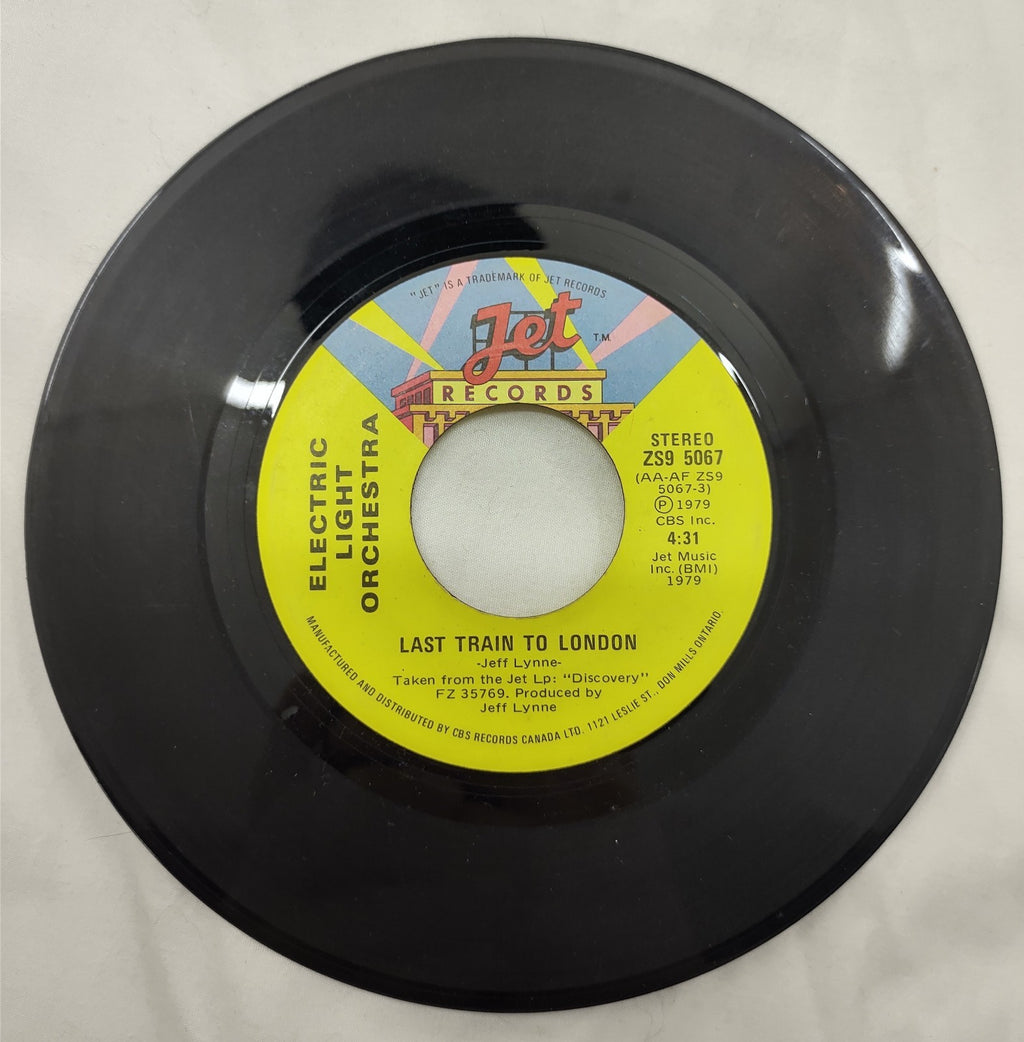 "JET" IS A TRADEMARK OF JET RECORDS
Jet T.M.
RECORDS
ELECTRIC
LIGHT
ORCHESTRA
STEREO
ZS9 5067
(AA-AF ZS9
5067-3)
Ⓟ 1979
CBS Inc.
4:31
Jet Music
Inc. (BMI)
1979
LAST TRAIN TO LONDON
-Jeff Lynne-
Taken from the Jet Lp: "Discovery"
FZ 35769. Produced by
Jeff Lynne
MANUFACTURED AND DISTRIBUTED BY CBS RECORDS CANADA LTD. 1121 LESLIE ST., DON MILLS ONTARIO.